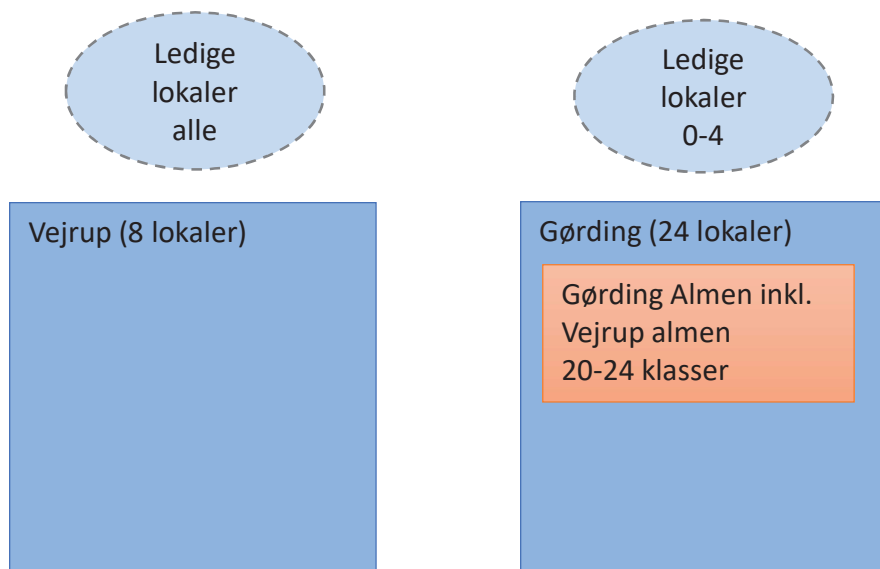 Ledige
lokaler
alle
Ledige
lokaler
0-4
Vejrup (8 lokaler)
Gørding (24 lokaler)
Gørding Almen inkl.
Vejrup almen
20-24 klasser